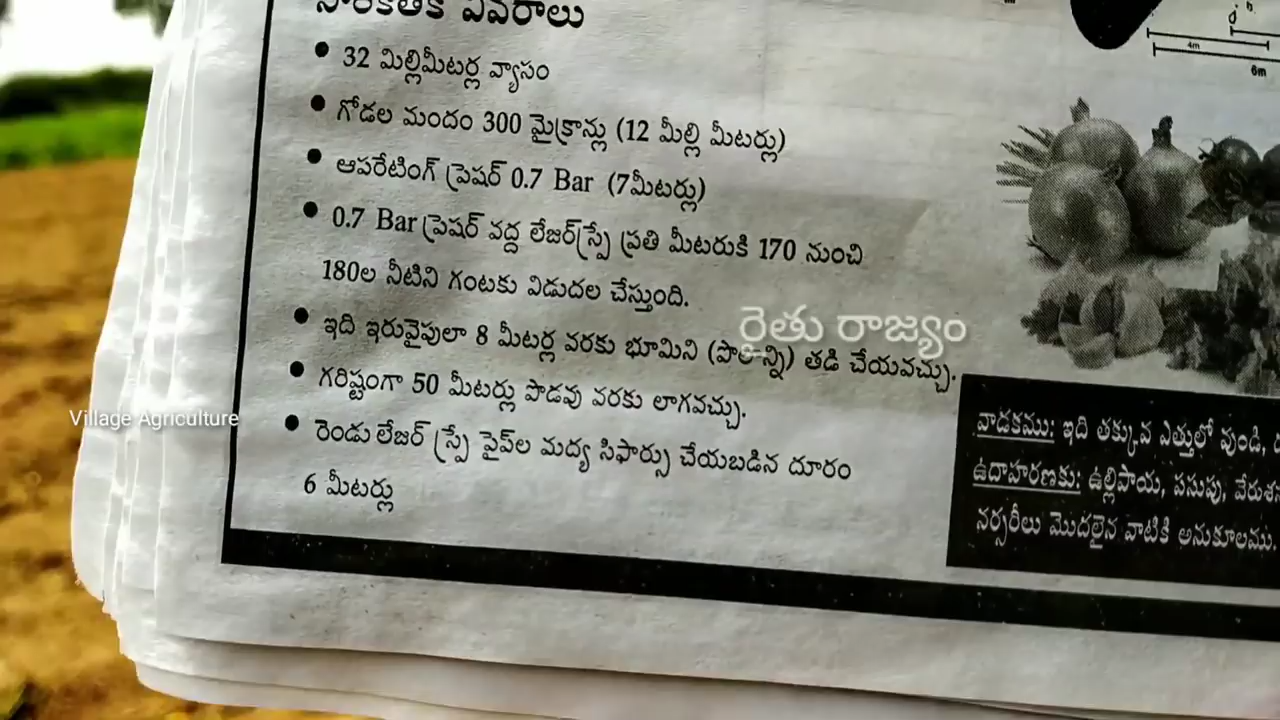 సాంకేతిక వివరాలు
• 32 మిల్లిమీటర్ల వ్యాసం
• గోడల మందం 300 మైక్రాన్లు (12 మీల్లి మీటర్లు)
• ఆపరేటింగ్ ప్రెషర్ 0.7 Bar (7మీటర్లు)
• 0.7 Bar ప్రెషర్ వద్ద లేజర్‌స్ప్రే ప్రతి మీటరుకి 170 నుంచి
180ల నీటిని గంటకు విడుదల చేస్తుంది.
• ఇది ఇరువైపులా 8 మీటర్ల వరకు భూమిని (పొలాన్ని) తడి చేయవచ్చు.
• గరిష్టంగా 50 మీటర్లు పొడవు వరకు లాగవచ్చు.
• రెండు లేజర్ స్ప్రే పైప్‌ల మద్య సిఫార్సు చేయబడిన దూరం
6 మీటర్లు
4m
6m
రైతు రాజ్యం
Village Agriculture
వాడకము: ఇది తక్కువ ఎత్తులో వుండి,
ఉదాహరణకు: ఉల్లిపాయ, పసుపు,
నర్సరీలు మొదలైన వాటికి అనుకూలము.